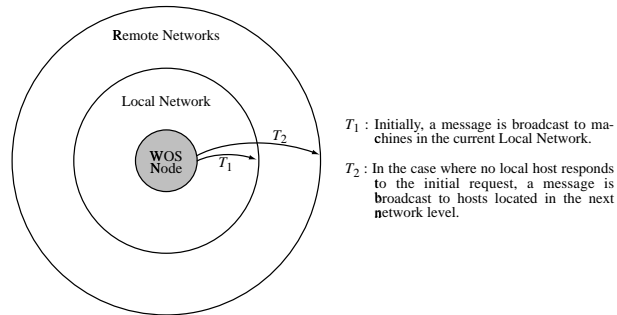 Remote Networks
Local Network
WOS
Node
T1
T2
T1 : Initially, a message is broadcast to ma-
chines in the current Local Network.
T2 : In the case where no local host responds
to the initial request, a message is
broadcast to hosts located in the next
network level.